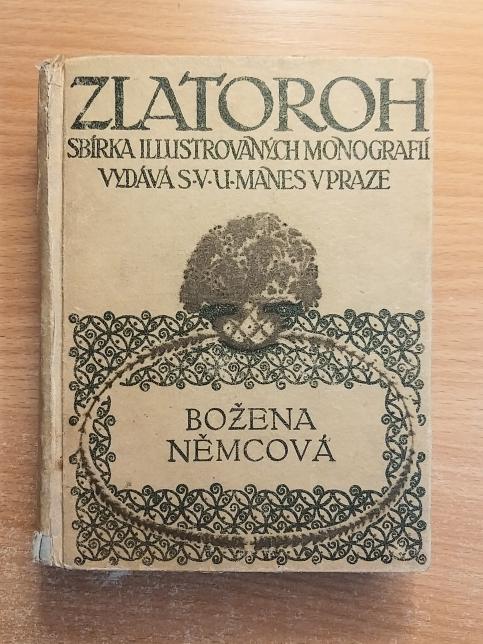 ZLATOROH
SBÍRKA ILLUSTROVANÝCH MONOGRAFIÍ
VYDÁVÁ S·V·U·MÁNES V PRAZE
BOŽENA
NĚMCOVÁ